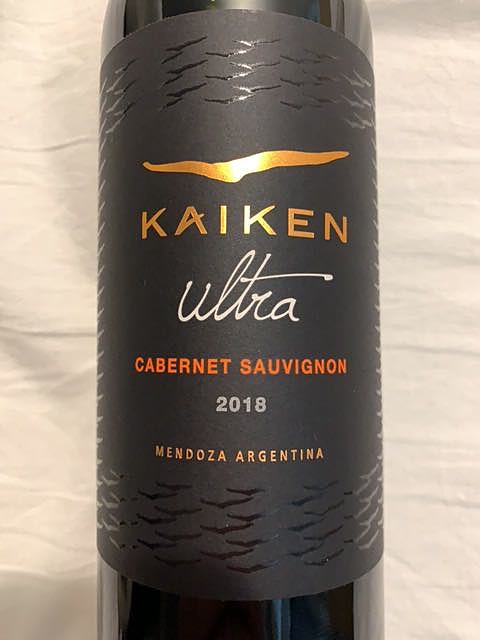 KAIKEN
ultra
CABERNET SAUVIGNON
2018
MENDOZA ARGENTINA